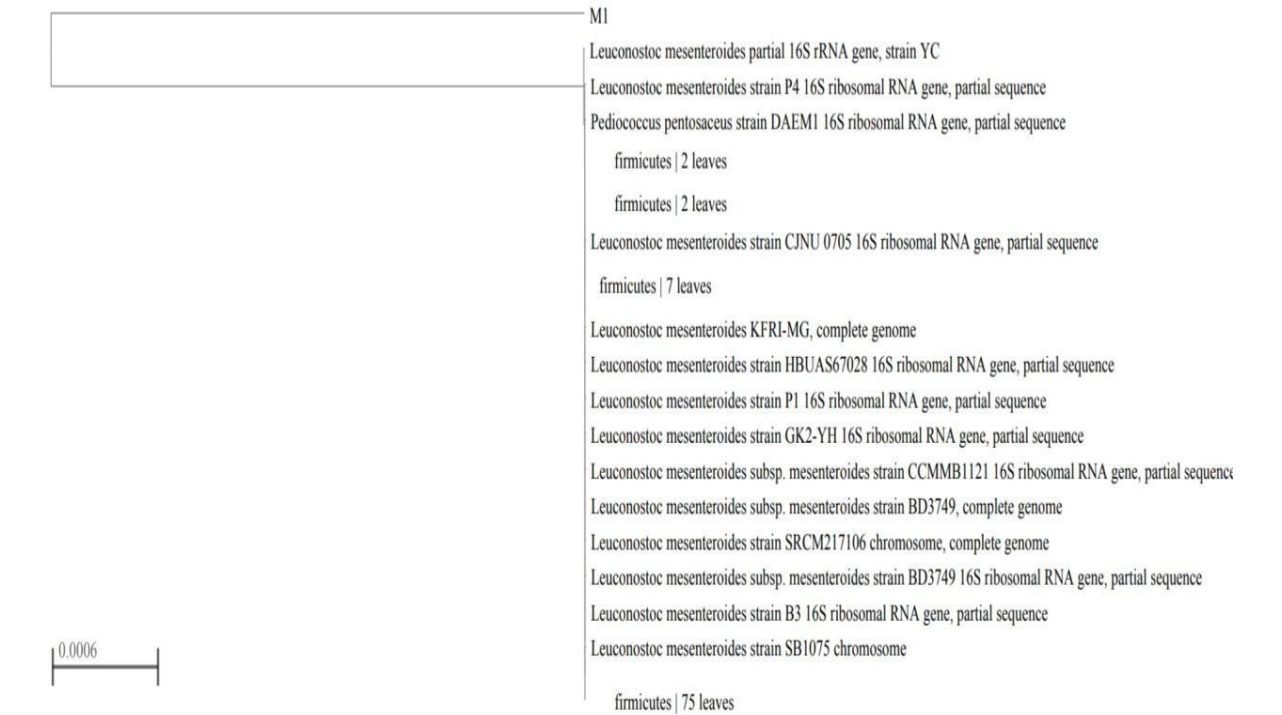 M1
Leuconostoc mesenteroides partial 16S rRNA gene, strain YC
Leuconostoc mesenteroides strain P4 16S ribosomal RNA gene, partial sequence
Pediococcus pentosaceus strain DAEM1 16S ribosomal RNA gene, partial sequence
firmicutes | 2 leaves
firmicutes | 2 leaves
Leuconostoc mesenteroides strain CJNU 0705 16S ribosomal RNA gene, partial sequence
firmicutes | 7 leaves
Leuconostoc mesenteroides KFRI-MG, complete genome
Leuconostoc mesenteroides strain HBUAS67028 16S ribosomal RNA gene, partial sequence
Leuconostoc mesenteroides strain P1 16S ribosomal RNA gene, partial sequence
Leuconostoc mesenteroides strain GK2-YH 16S ribosomal RNA gene, partial sequence
Leuconostoc mesenteroides subsp. mesenteroides strain CCMMB1121 16S ribosomal RNA gene, partial sequence
Leuconostoc mesenteroides subsp. mesenteroides strain BD3749, complete genome
Leuconostoc mesenteroides strain SRCM217106 chromosome, complete genome
Leuconostoc mesenteroides subsp. mesenteroides strain BD3749 16S ribosomal RNA gene, partial sequence
Leuconostoc mesenteroides strain B3 16S ribosomal RNA gene, partial sequence
Leuconostoc mesenteroides strain SB1075 chromosome
0.0006
firmicutes | 75 leaves